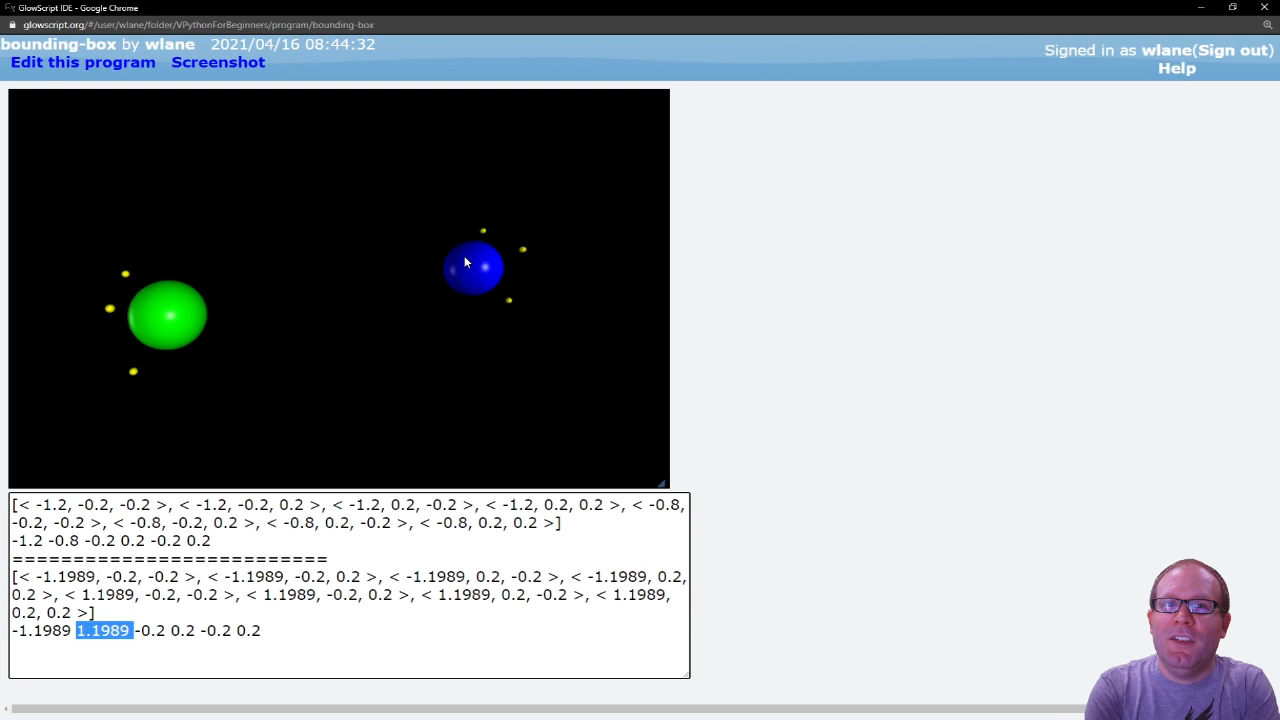 GlowScript IDE - Google Chrome
glowscript.org/#/user/wlane/folder/VPythonForBeginners/program/bounding-box
bounding-box by wlane 2021/04/16 08:44:32
Signed in as wlane(Sign out)
Edit this program Screenshot
Help
[< -1.2, -0.2, -0.2 >, < -1.2, -0.2, 0.2 >, < -1.2, 0.2, -0.2 >, < -1.2, 0.2, 0.2 >, < -0.8,
-0.2, -0.2 >, < -0.8, -0.2, 0.2 >, < -0.8, 0.2, -0.2 >, < -0.8, 0.2, 0.2 >]
-1.2 -0.8 -0.2 0.2 -0.2 0.2
==========================
[< -1.1989, -0.2, -0.2 >, < -1.1989, -0.2, 0.2 >, < -1.1989, 0.2, -0.2 >, < -1.1989, 0.2,
0.2 >, < 1.1989, -0.2, -0.2 >, < 1.1989, -0.2, 0.2 >, < 1.1989, 0.2, -0.2 >, < 1.1989,
0.2, 0.2 >]
-1.1989 1.1989 -0.2 0.2 -0.2 0.2